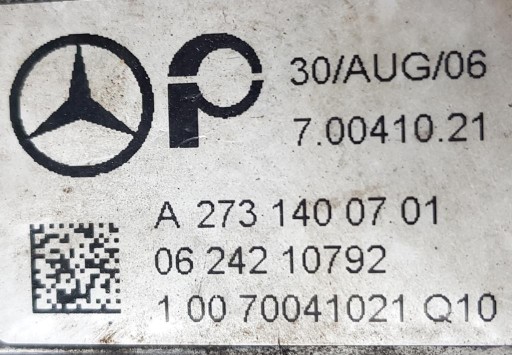 30/AUG/06
7.00410.21
A 273 140 07 01
06 242 10792
1 00 70041021 Q10